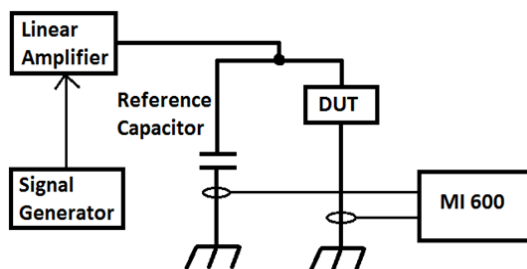 Linear
Amplifier
Reference
Capacitor
DUT
Signal
Generator
MI 600